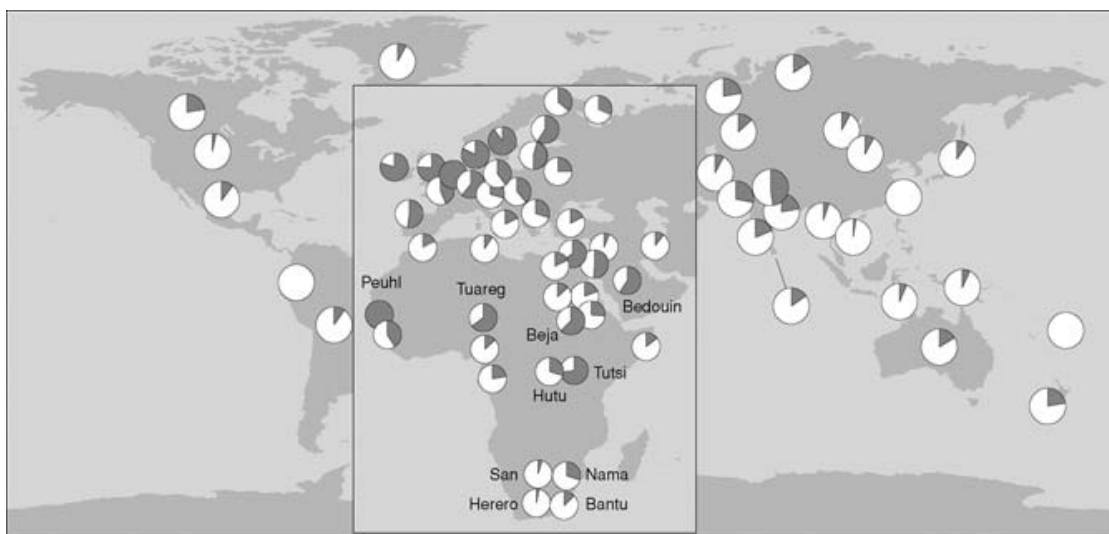 Peuhl
Tuareg
Bedouin
Beja
Tutsi
Hutu
San
Nama
Herero
Bantu